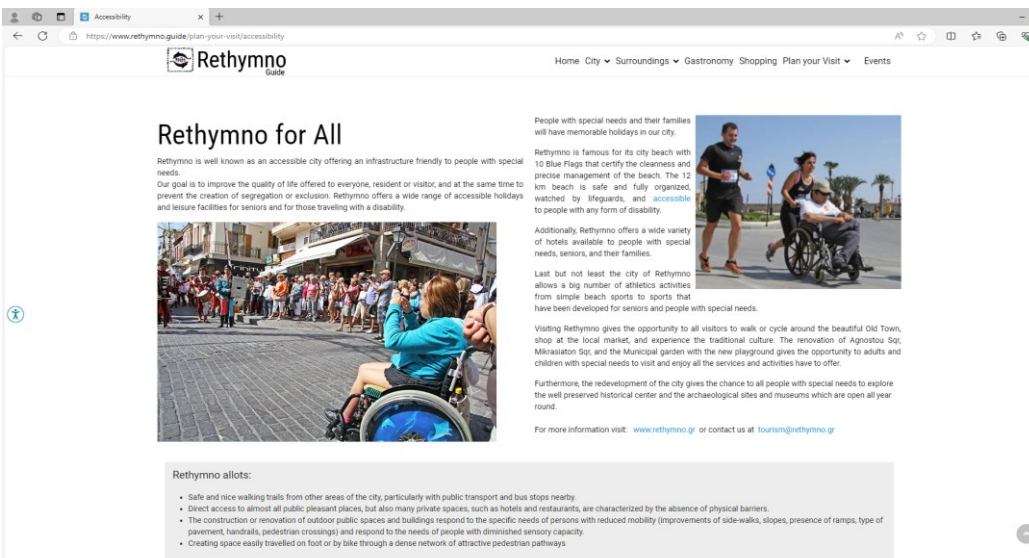 Accessibility
https://www.rethymno.guide/plan-your-visit/accessibility
Rethymno
Guide
Home City Surroundings Gastronomy Shopping Plan your Visit Events
Rethymno for All
Rethymno is well known as an accessible city offering an infrastructure friendly to people with special
needs.
Our goal is to improve the quality of life offered to everyone, resident or visitor, and at the same time to
prevent the creation of segregation or exclusion. Rethymno offers a wide range of accessible holidays
and leisure facilities for seniors and for those traveling with a disability.
People with special needs and their families
will have memorable holidays in our city.
Rethymno is famous for its city beach with
10 Blue Flags that certify the cleanness and
precise management of the beach. The 12
km beach is safe and fully organized,
watched by lifeguards, and accessible
to people with any form of disability.
Additionally, Rethymno offers a wide variety
of hotels available to people with special
needs, seniors, and their families.
Last but not least the city of Rethymno
allows a big number of athletics activities
from simple beach sports to sports that
have been developed for seniors and people with special needs.
Visiting Rethymno gives the opportunity to all visitors to walk or cycle around the beautiful Old Town,
shop at the local market, and experience the traditional culture. The renovation of Agnostou Sqr,
Mikrasiaton Sqr, and the Municipal garden with the new playground gives the opportunity to adults and
children with special needs to visit and enjoy all the services and activities have to offer.
Furthermore, the redevelopment of the city gives the chance to all people with special needs to explore
the well preserved historical center and the archaeological sites and museums which are open all year
round.
For more information visit: www.rethymno.gr or contact us at tourism@rethymno.gr
Rethymno allots:
• Safe and nice walking trails from other areas of the city, particularly with public transport and bus stops nearby.
• Direct access to almost all public pleasant places, but also many private spaces, such as hotels and restaurants, are characterized by the absence of physical barriers.
• The construction or renovation of outdoor public spaces and buildings respond to the specific needs of persons with reduced mobility (improvements of side-walks, slopes, presence of ramps, type of
pavement, handrails, pedestrian crossings) and respond to the needs of people with diminished sensory capacity.
• Creating space easily travelled on foot or by bike through a dense network of attractive pedestrian pathways